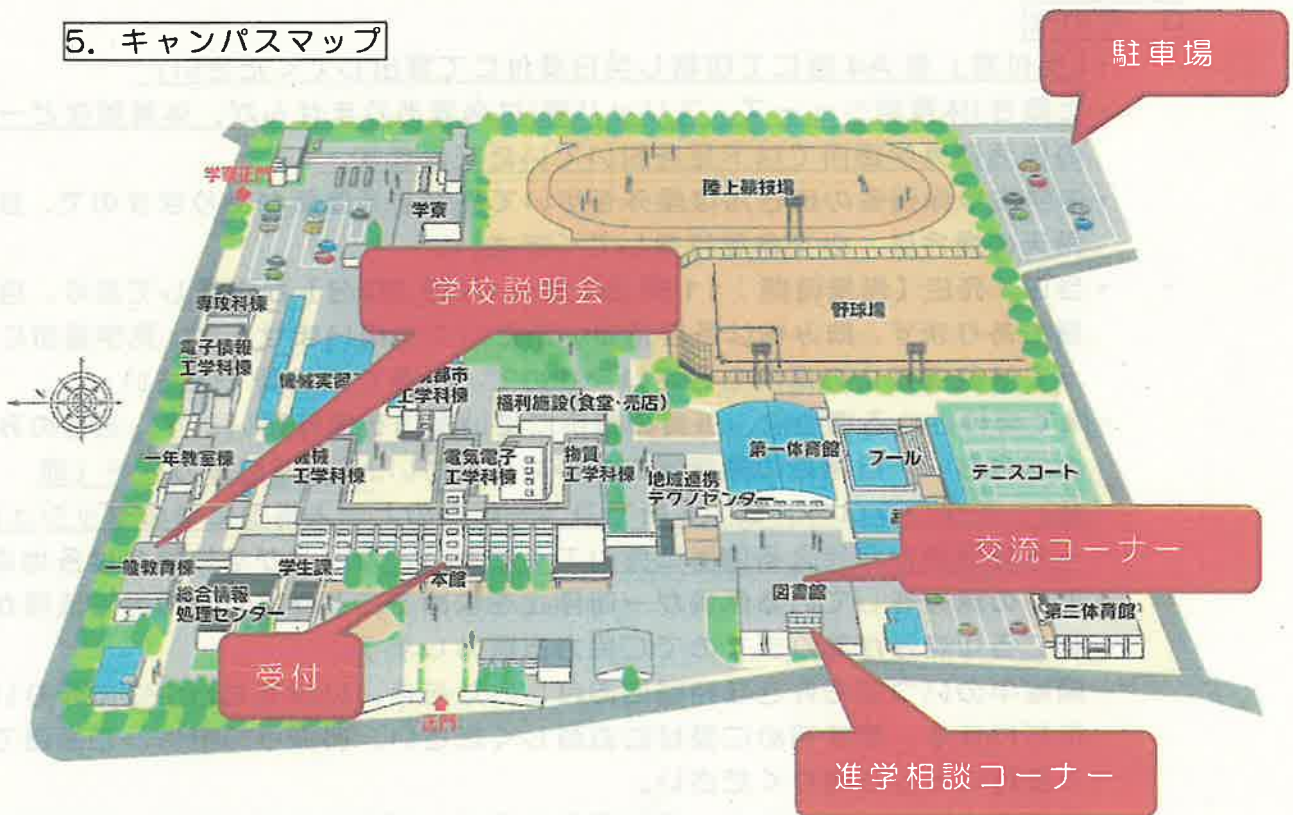 5. キャンパスマップ
駐車場
学寮正門
陸上競技場
学寮
学校説明会
専攻科棟
野球場
電子情報
工学科棟
機械実習
都市
工学科棟
福利施設(食堂・売店)
一年教室棟
機械
工学科棟
電気電子
工学科棟
物質
工学科棟
地域連携
テクノセンター
第一体育館
プール
テニスコート
交流コーナー
一般教育棟
学生課
本館
総合情報
処理センター
図書館
第二体育館
受付
正門
進学相談コーナー